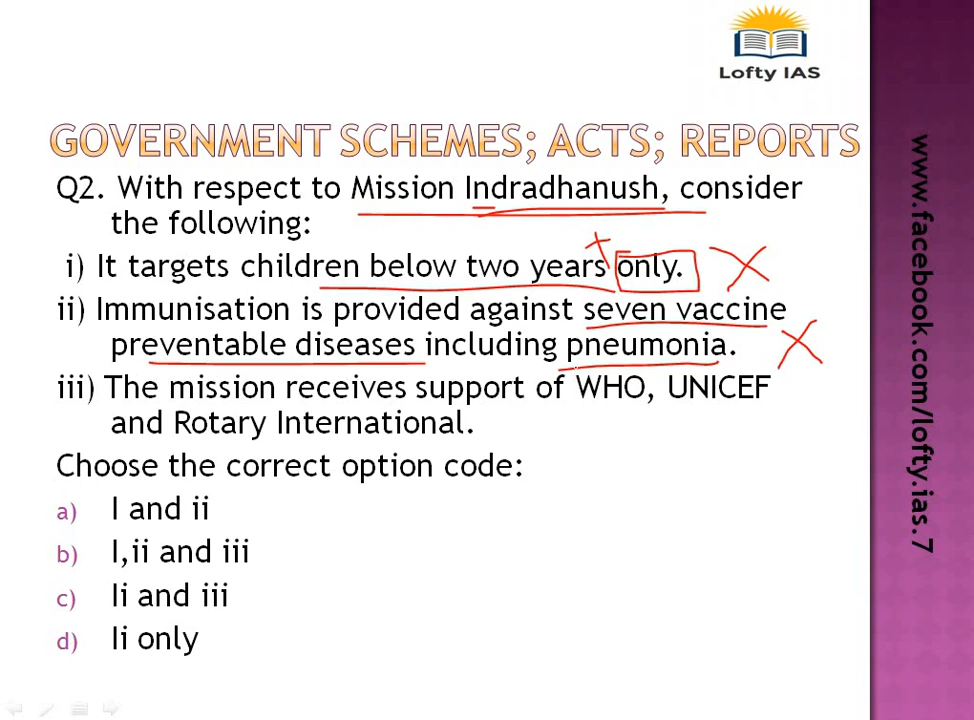 Lofty IAS
GOVERNMENT SCHEMES; ACTS; REPORTS
Q2. With respect to Mission Indradhanush, consider
the following:
i) It targets children below two years only.
ii) Immunisation is provided against seven vaccine
preventable diseases including pneumonia.
iii) The mission receives support of WHO, UNICEF
and Rotary International.
Choose the correct option code:
a) I and ii
b) I,ii and iii
c) Ii and iii
d) Ii only
www.facebook.com/lofty.ias.7